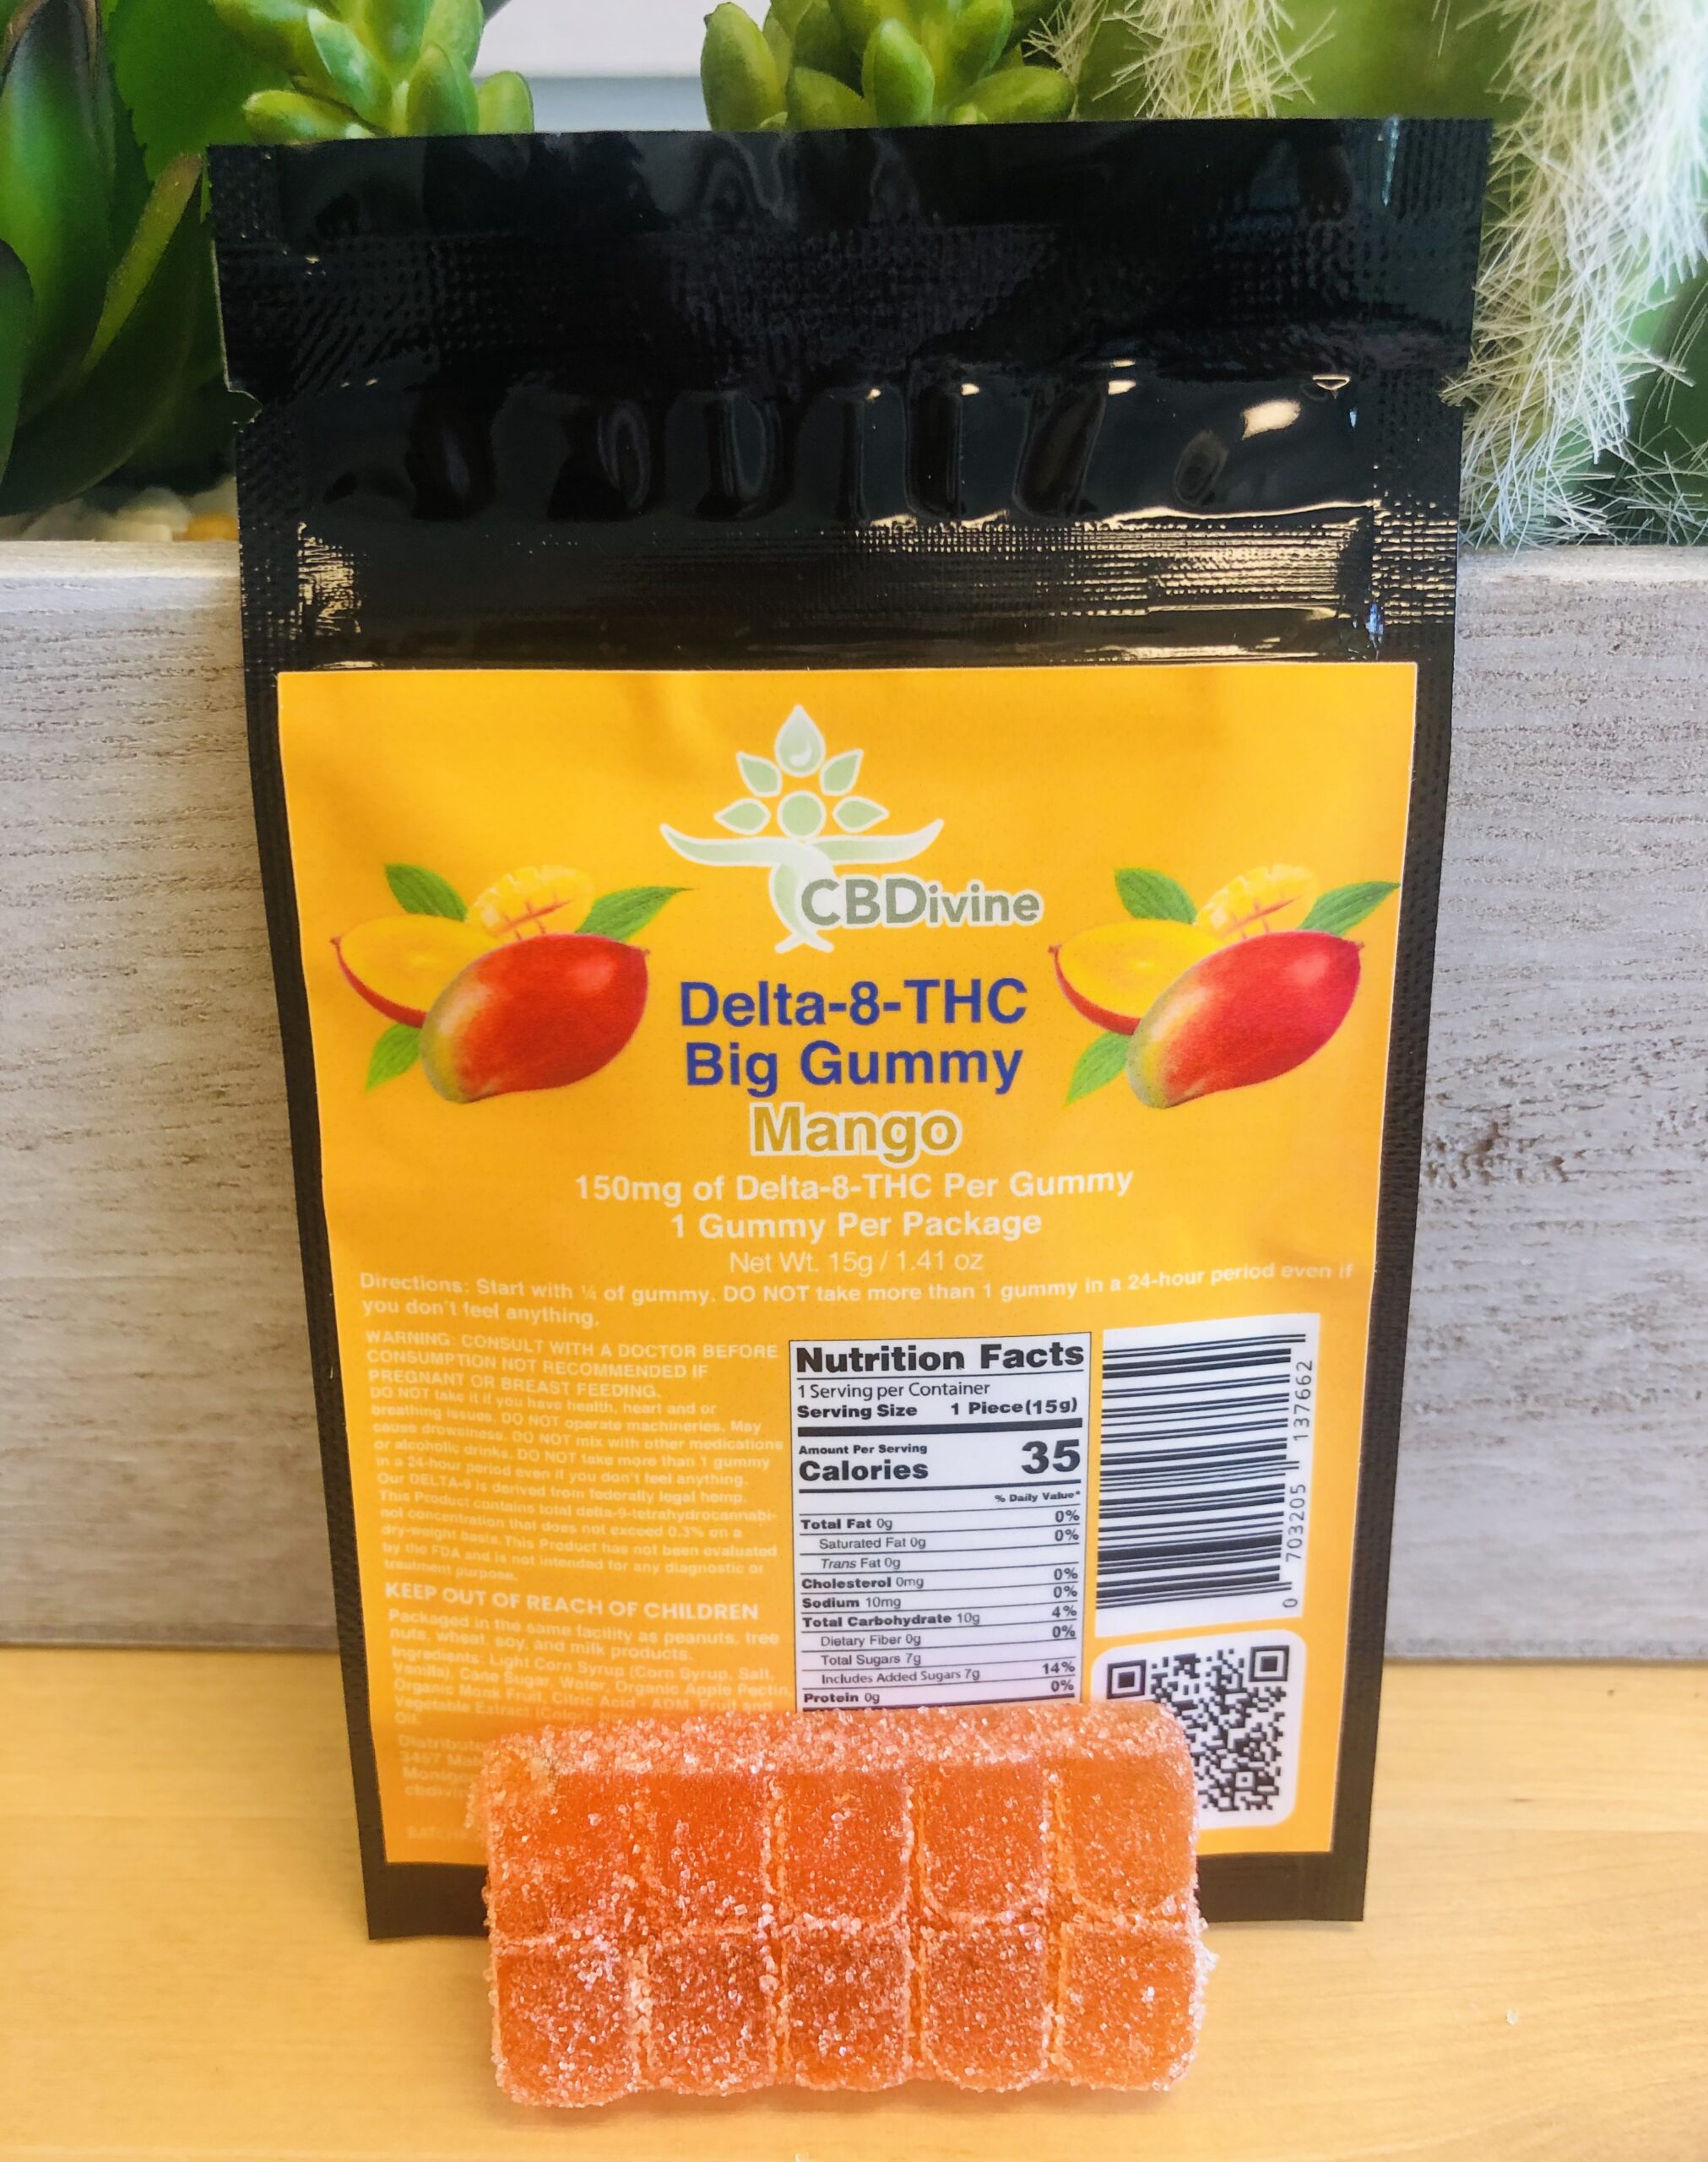 CBDivine
Delta-8-THC
Big Gummy
Mango
150mg of Delta-8-THC Per Gummy
1 Gummy Per Package
Net Wt. 15g / 1.41 oz
Directions: Start with ¼ of gummy. DO NOT take more than 1 gummy in a 24-hour period even if
you don't feel anything.
WARNING: CONSULT WITH A DOCTOR BEFORE
CONSUMPTION NOT RECOMMENDED IF
PREGNANT OR BREAST FEEDING.
DO NOT take it if you have health, heart and or
breathing issues. DO NOT operate machineries. May
cause drowsiness. DO NOT mix with other medications
or alcoholic drinks. DO NOT take more than 1 gummy
in a 24-hour period even if you don't feel anything.
Our DELTA-9 is derived from federally legal hemp.
This Product contains total delta-9-tetrahydrocannabi-
nol concentration that does not exceed 0.3% on a
dry-weight basis. This Product has not been evaluated
by the FDA and is not intended for any diagnostic or
treatment purpose.
KEEP OUT OF REACH OF CHILDREN
Packaged in the same facility as peanuts, tree
nuts, wheat, soy, and milk products.
Ingredients: Light Corn Syrup (Corn Syrup, Salt,
Vanilla), Cane Sugar, Water, Organic Apple Pectin,
Organic Monk Fruit, Citric Acid - ADM, Fruit and
Vegetable Extract (Color)
Oil.
3457
Nutrition Facts
1 Serving per Container
Serving Size 1 Piece(15g)
Amount Per Serving
Calories 35
% Daily Value*
Total Fat 0g 0%
Saturated Fat 0g 0%
Trans Fat 0g
Cholesterol 0mg 0%
Sodium 10mg 0%
Total Carbohydrate 10g 4%
Dietary Fiber 0g 0%
Total Sugars 7g
Includes Added Sugars 7g 14%
Protein 0g 0%
0 703205 137662